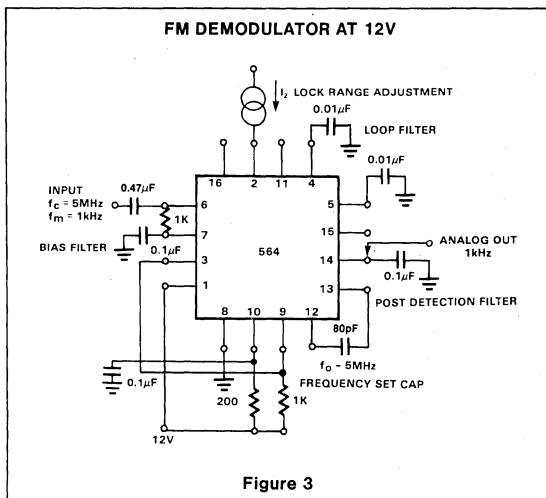 FM DEMODULATOR AT 12V
I₂ LOCK RANGE ADJUSTMENT
0.01μF
LOOP FILTER
0.01μF
16 2 11 4
INPUT
fc = 5MHz
fm = 1kHz
0.47μF
1K
BIAS FILTER
0.1μF
6
7
3
1
564
5
15
14
13
ANALOG OUT
1kHz
0.1μF
POST DETECTION FILTER
8 10 9 12
80pF
fo - 5MHz
FREQUENCY SET CAP
0.1μF
200
1K
12V
Figure 3